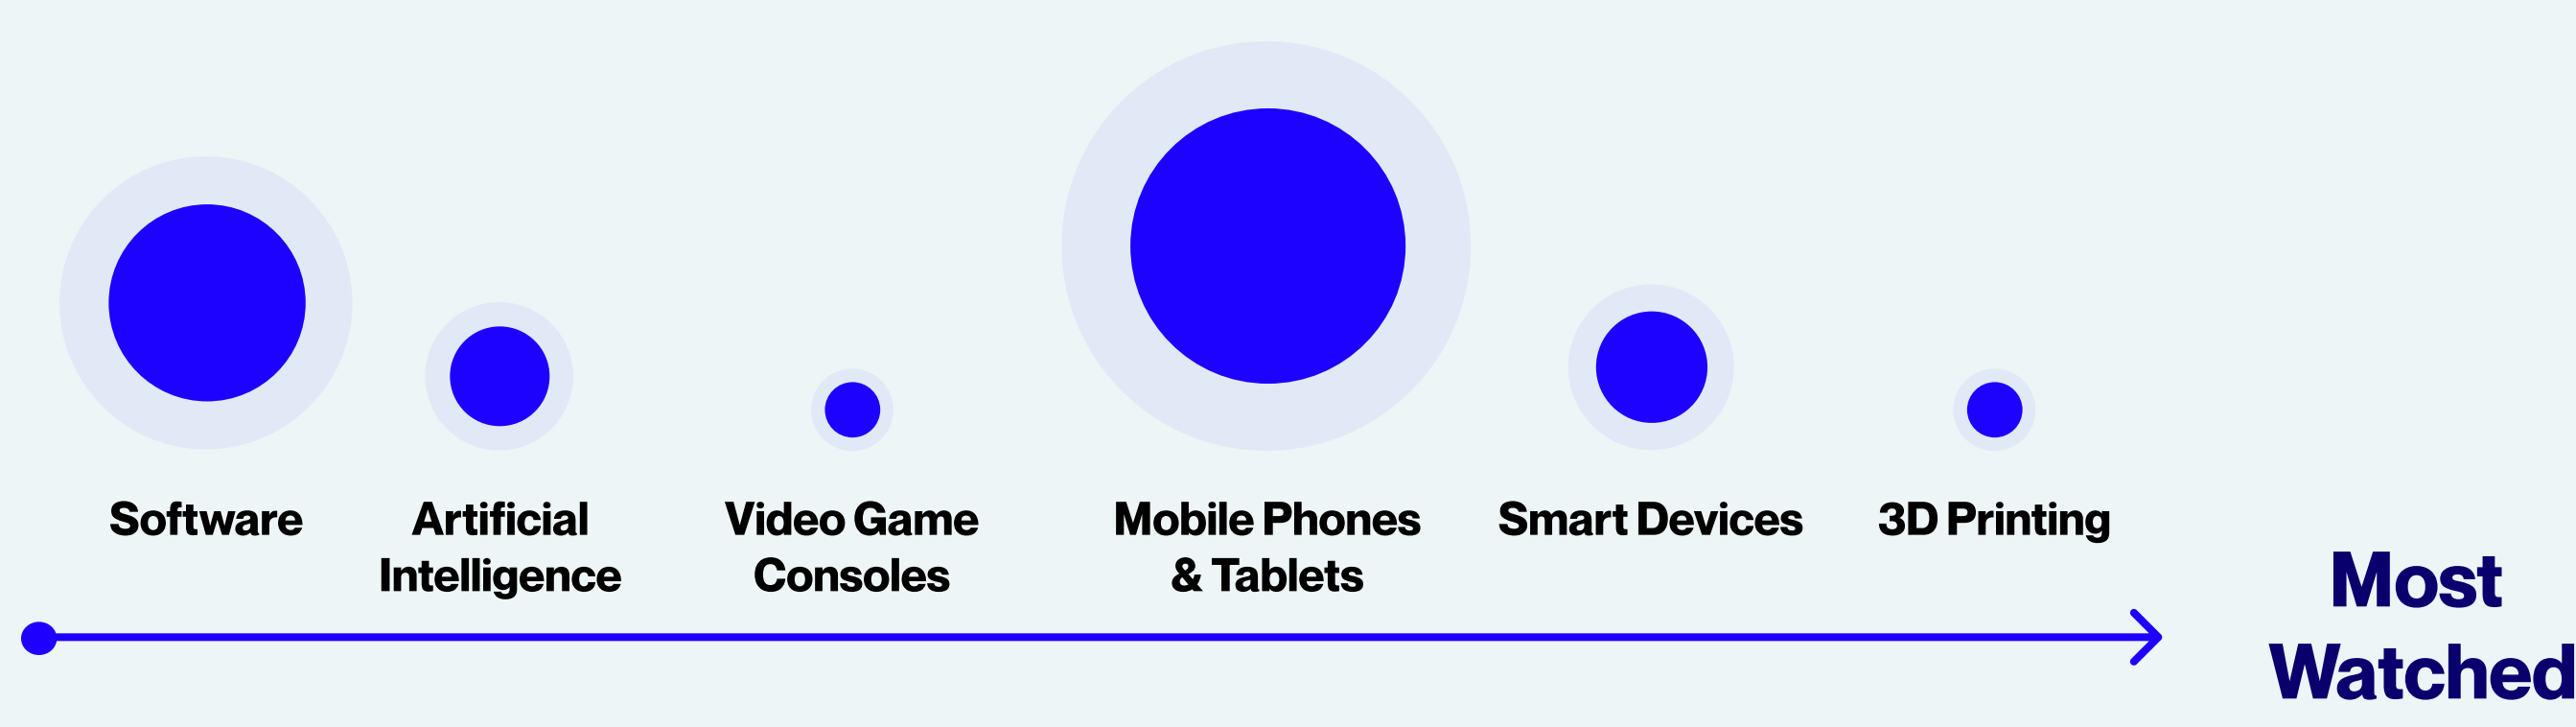 Software
Artificial
Intelligence
Video Game
Consoles
Mobile Phones
& Tablets
Smart Devices
3D Printing
Most
Watched